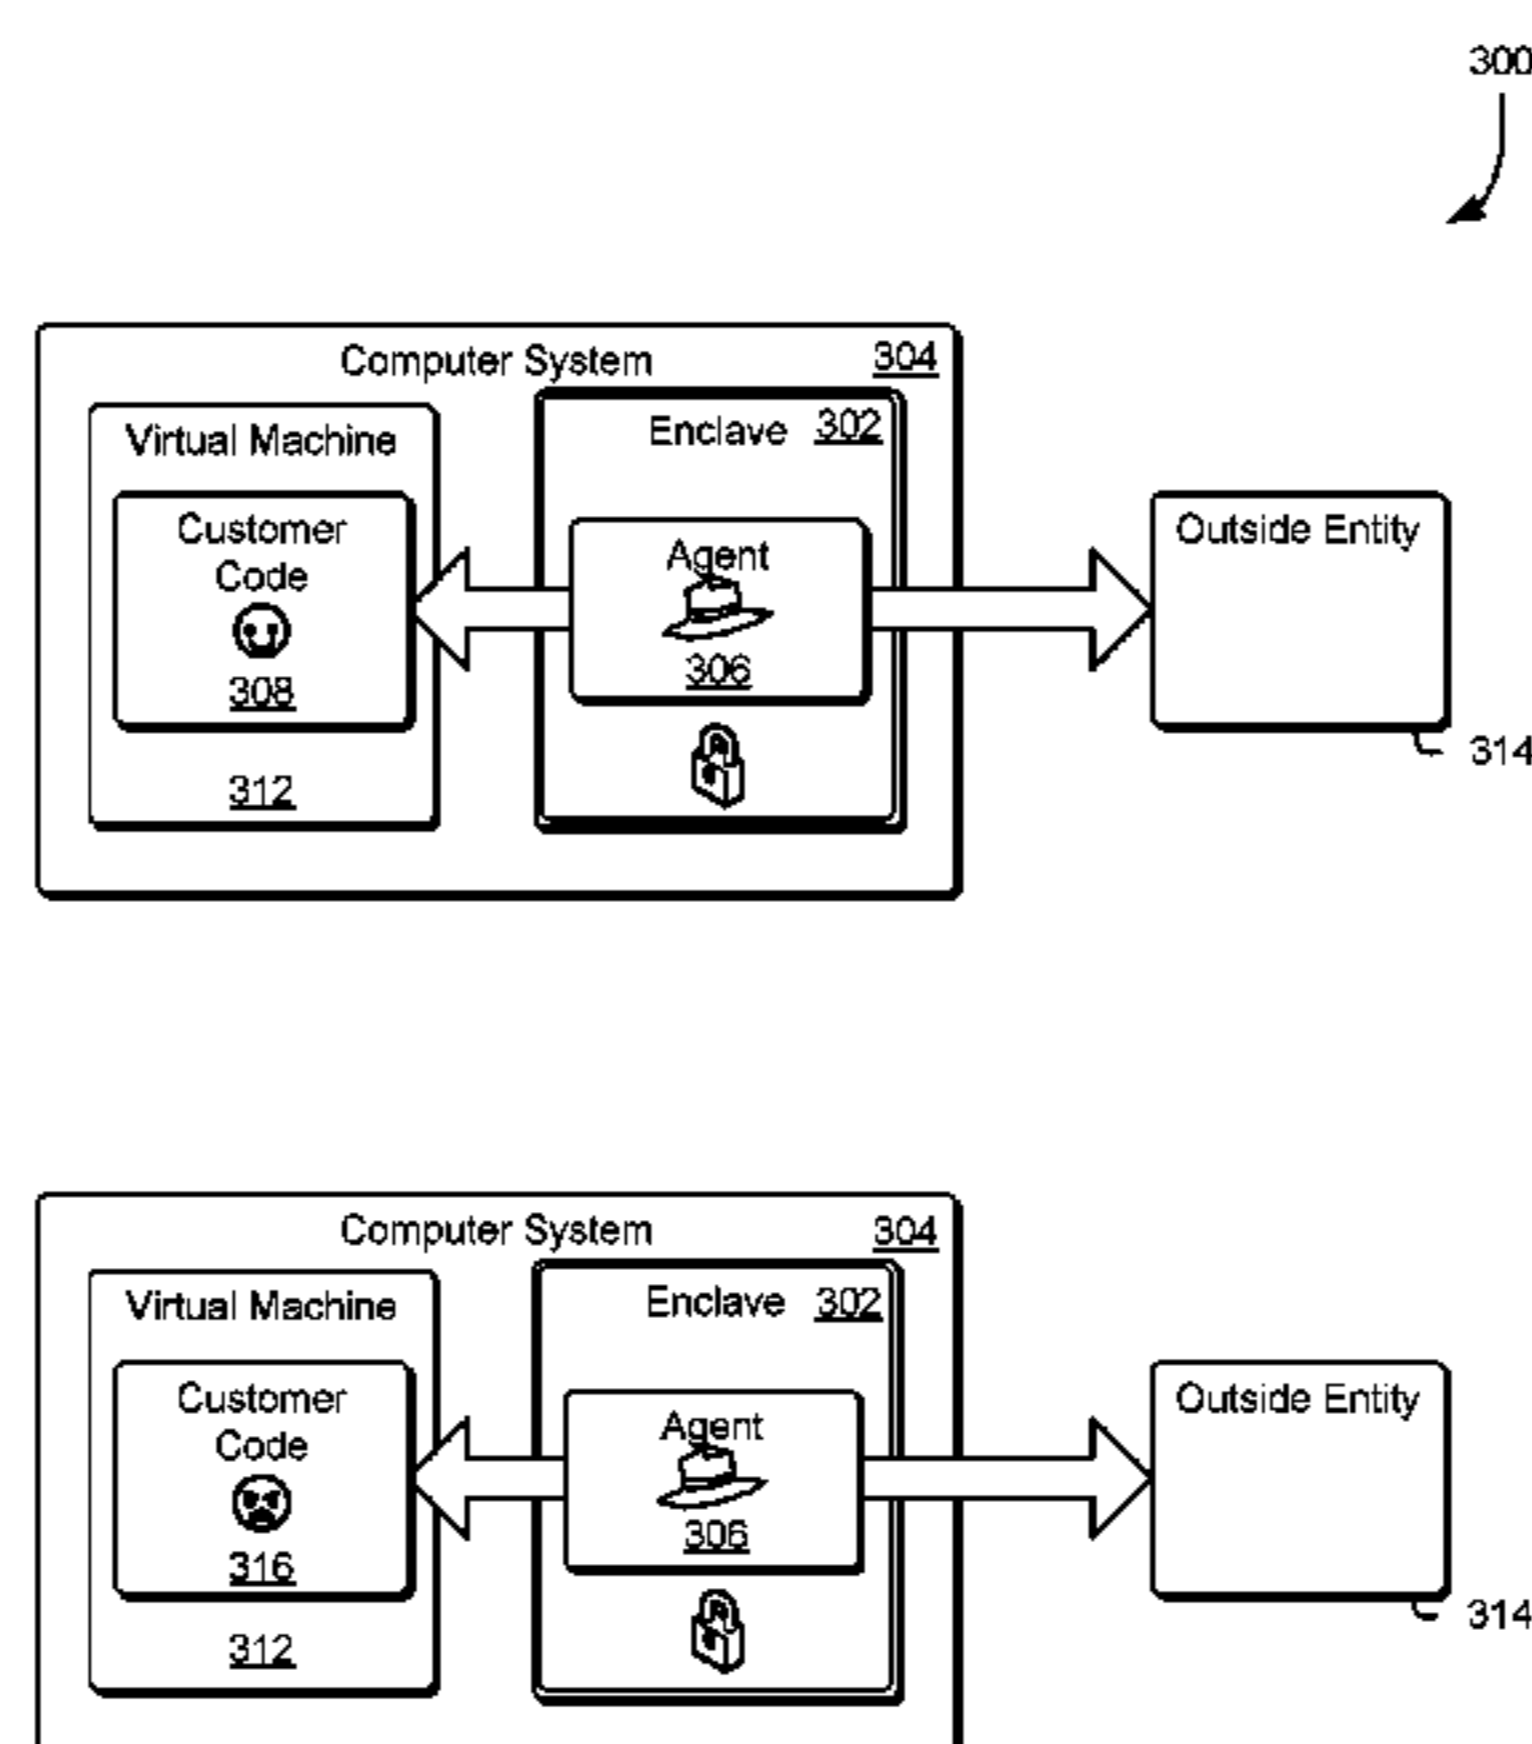 300
Computer System 304
Virtual Machine
Enclave 302
Customer
Code
308
312
Agent
306
Outside Entity
314
Computer System 304
Virtual Machine
Enclave 302
Customer
Code
316
312
Agent
306
Outside Entity
314